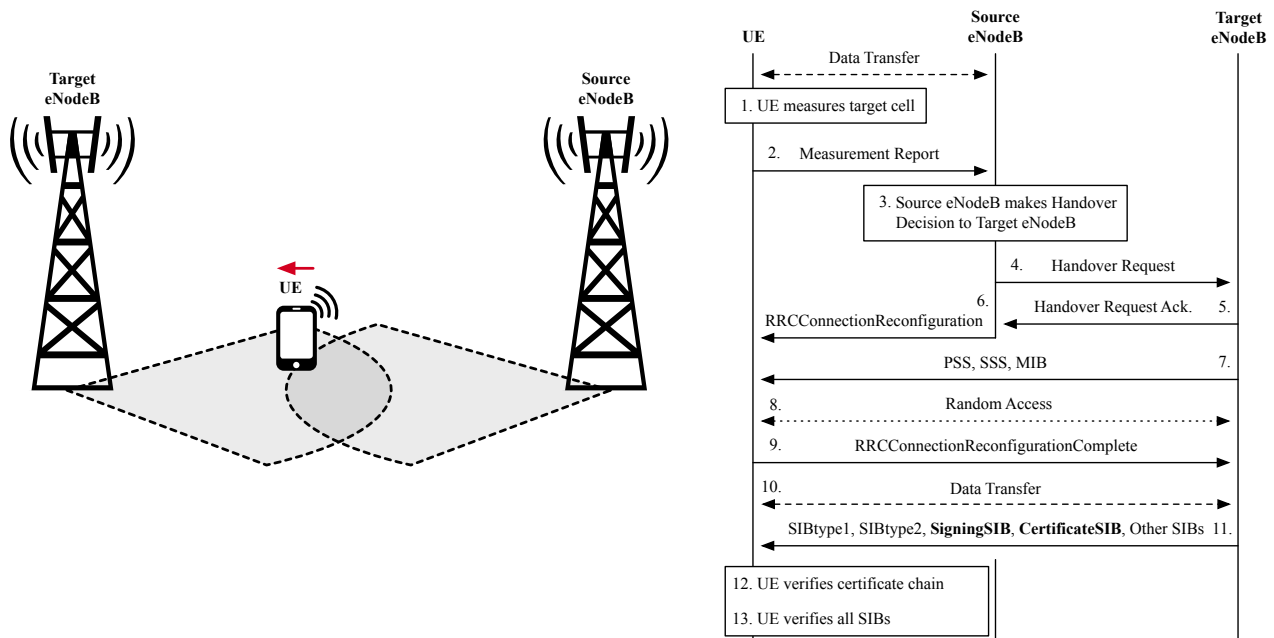 Target
eNodeB
Source
eNodeB
UE
UE
Source
eNodeB
Target
eNodeB
Data Transfer
1. UE measures target cell
2. Measurement Report
3. Source eNodeB makes Handover
Decision to Target eNodeB
4. Handover Request
Handover Request Ack. 5.
6.
RRCConnectionReconfiguration
PSS, SSS, MIB 7.
8. Random Access
9. RRCConnectionReconfigurationComplete
10. Data Transfer
SIBtype1, SIBtype2, SigningSIB, CertificateSIB, Other SIBs 11.
12. UE verifies certificate chain
13. UE verifies all SIBs